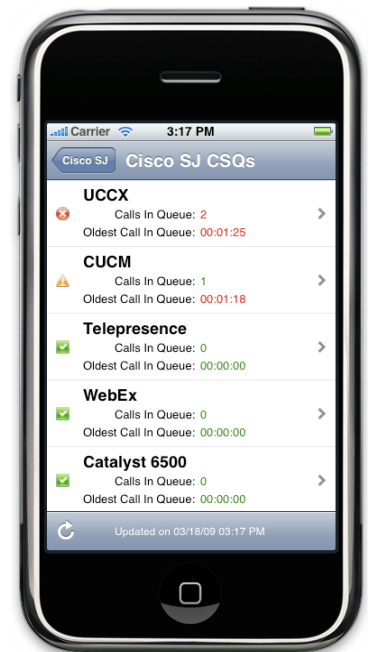 Carrier 3:17 PM
Cisco SJ Cisco SJ CSQs
UCCX
Calls In Queue: 2
Oldest Call In Queue: 00:01:25
CUCM
Calls In Queue: 1
Oldest Call In Queue: 00:01:18
Telepresence
Calls In Queue: 0
Oldest Call In Queue: 00:00:00
WebEx
Calls In Queue: 0
Oldest Call In Queue: 00:00:00
Catalyst 6500
Calls In Queue: 0
Oldest Call In Queue: 00:00:00
Updated on 03/18/09 03:17 PM